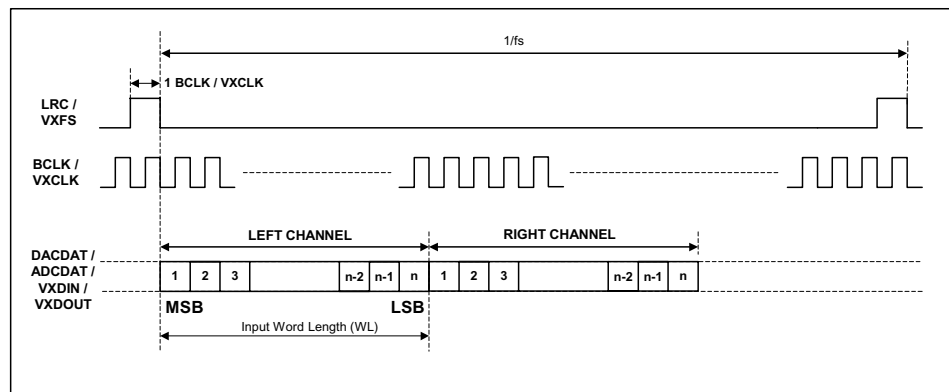 1/fs
1 BCLK / VXCLK
LRC /
VXFS
BCLK /
VXCLK
LEFT CHANNEL RIGHT CHANNEL
DACDAT /
ADCDAT /
VXDIN /
VXDOUT
1 2 3 n-2 n-1 n 1 2 3 n-2 n-1 n
MSB LSB
Input Word Length (WL)